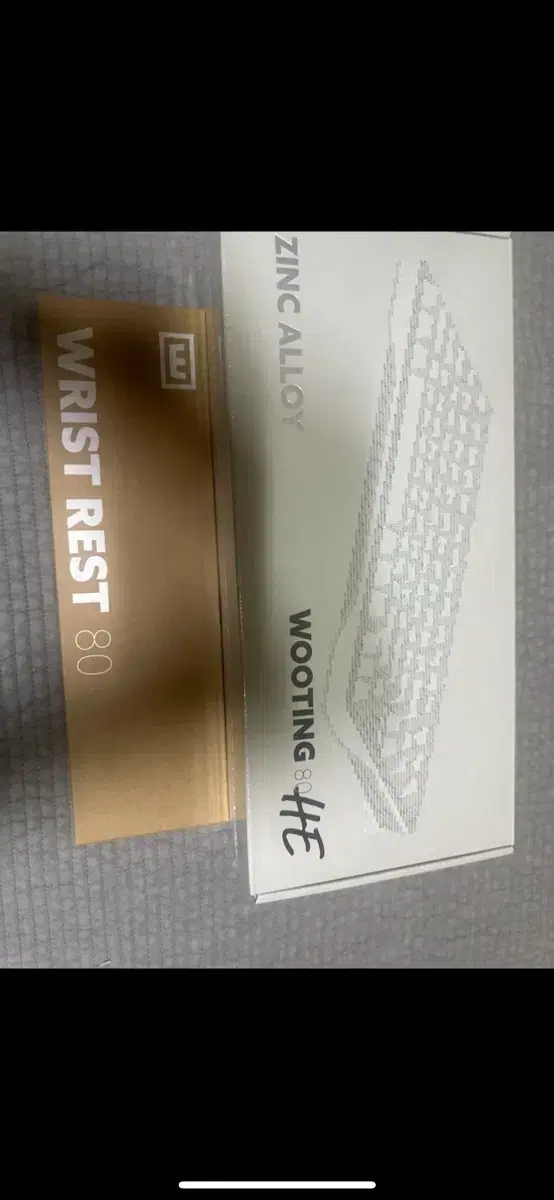 ZINC ALLOY
WOOTING 80HE
WRIST REST 80